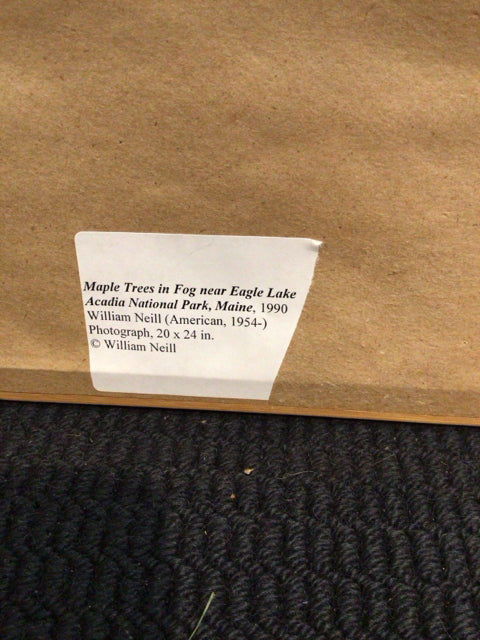 Maple Trees in Fog near Eagle Lake
Acadia National Park, Maine, 1990
William Neill (American, 1954-)
Photograph, 20 x 24 in.
© William Neill